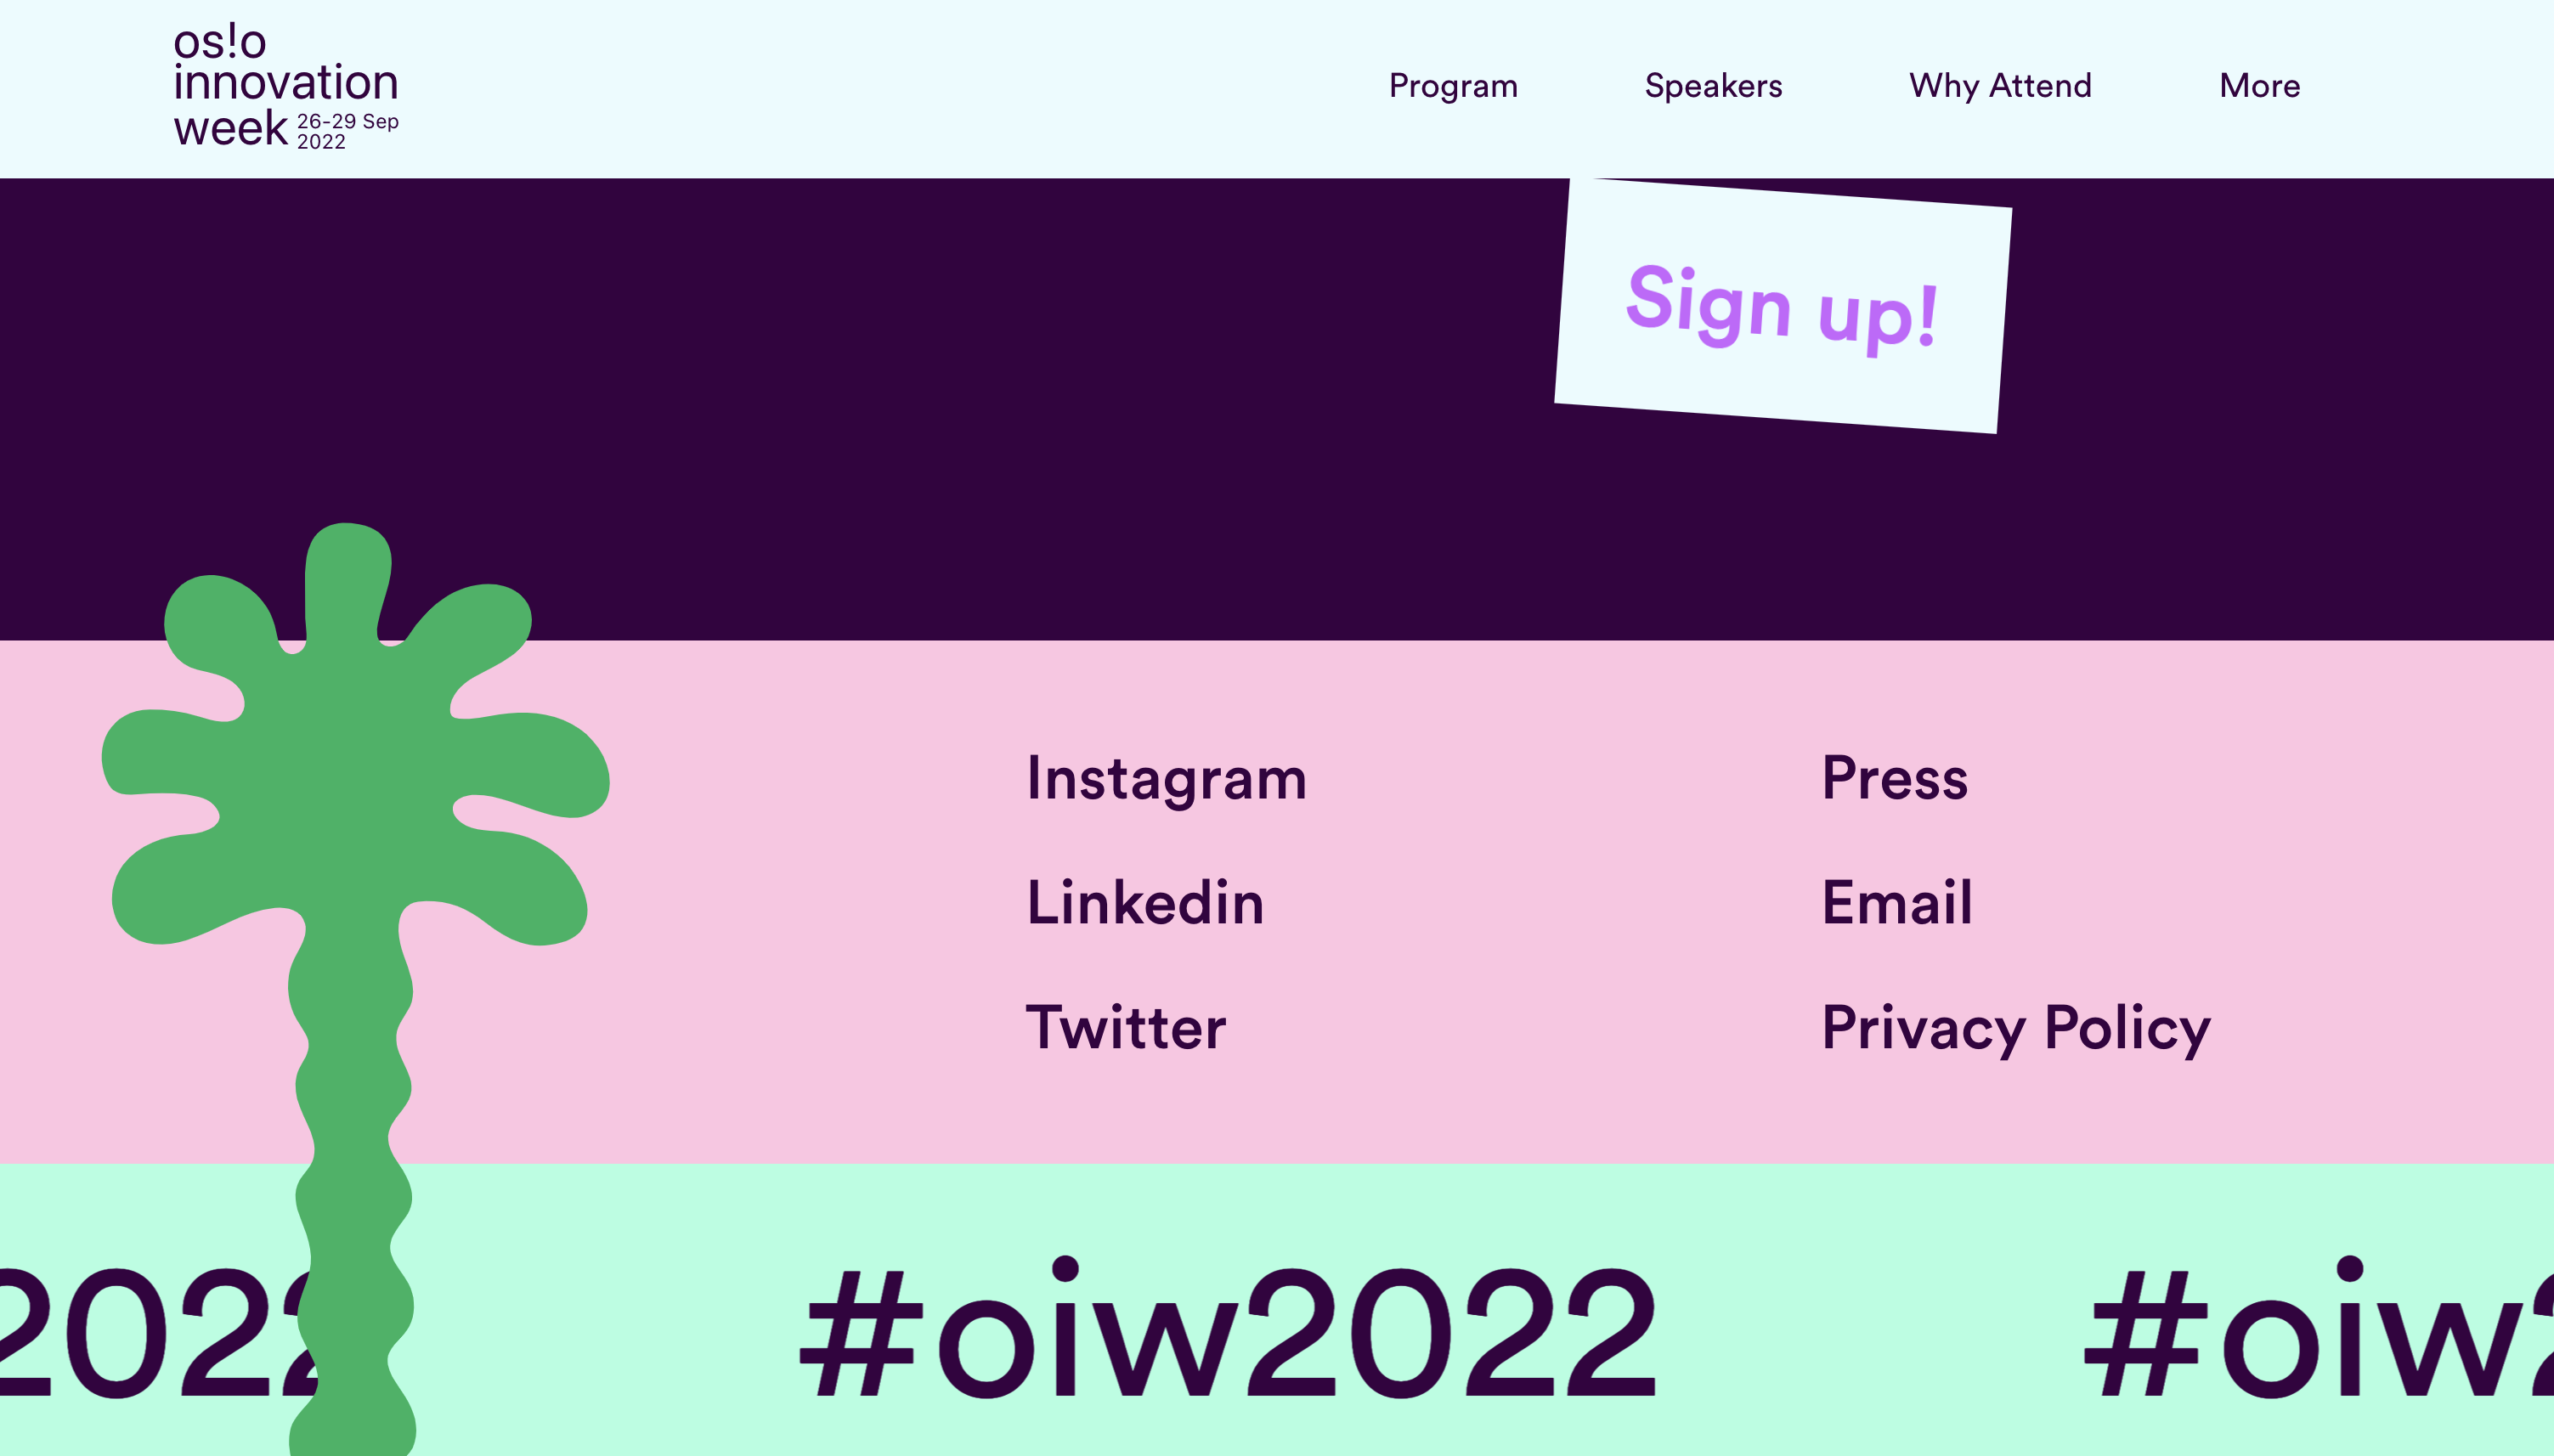 os!o
innovation
week 26-29 Sep
2022
Program Speakers Why Attend More
Sign up!
Instagram
Linkedin
Twitter
Press
Email
Privacy Policy
2022 #oiw2022 #oiw2